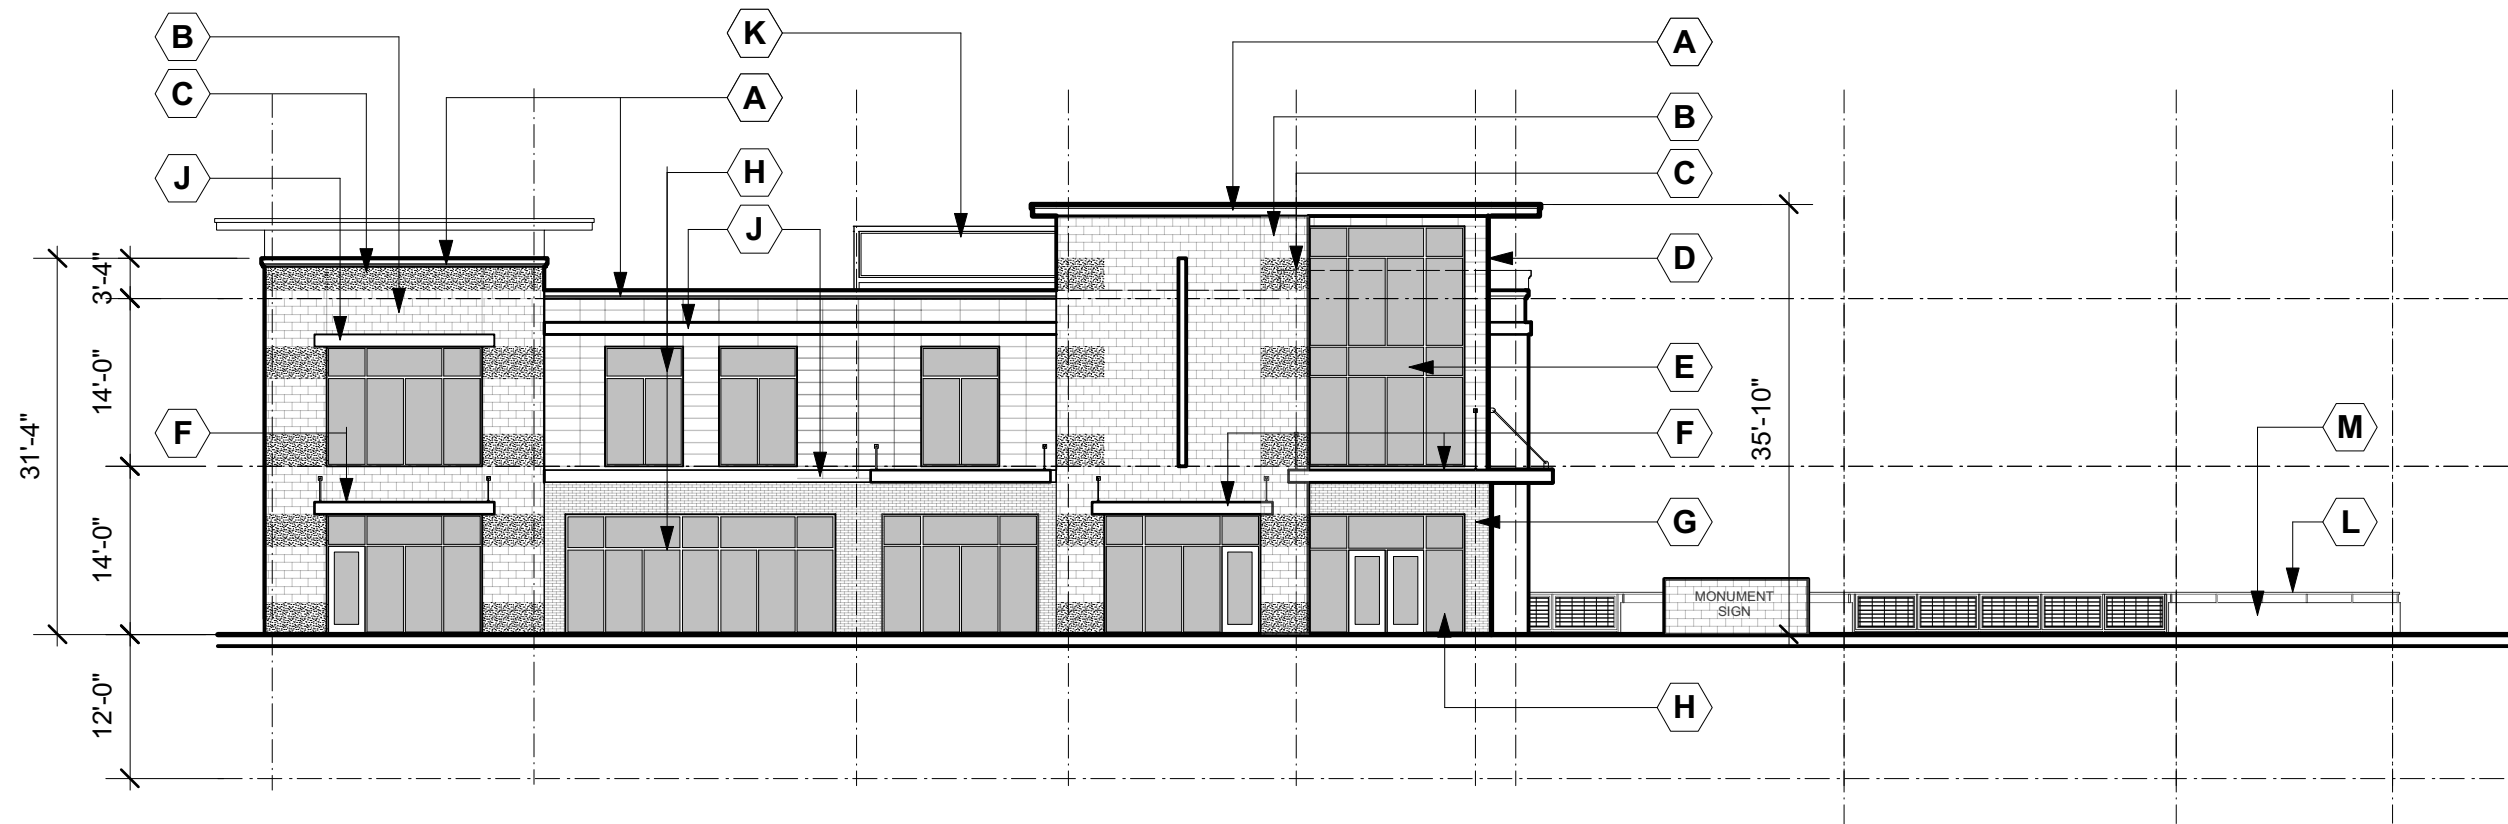 B
C
J
F
K
A
H
J
A
B
C
D
E
F
G
H
M
L
31'-4"
3'-4"
14'-0"
14'-0"
12'-0"
35'-10"
MONUMENT
SIGN